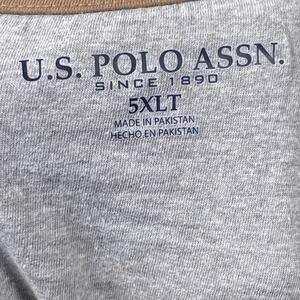 U.S. POLO ASSN.
SINCE 1890
5XLT
MADE IN PAKISTAN
HECHO EN PAKISTAN